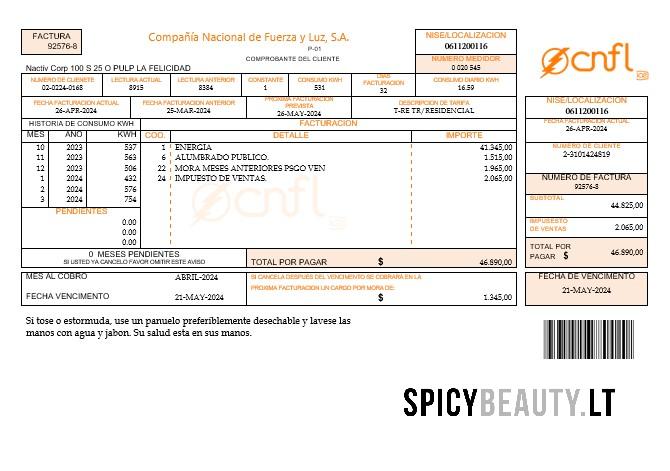 FACTURA
92576-8
Compañía Nacional de Fuerza y Luz, S.A.
P-01
COMPROBANTE DEL CLIENTE
NISE/LOCALIZACION
0611200116
NUMERO MEDIDOR
0 020 545
cnfl
Nactiv Corp 100 S 25 O PULP LA FELICIDAD
NUMERO DE CLIENETE LECTURA ACTUAL LECTURA ANTERIOR CONSTANTE CONSUMO KWH DIAS FACTURACION CONSUMO DIARIO KWH
02-0224-0168 8915 8384 1 531 32 16.59
FECHA FACTURACION ACTUAL FECHA FACTURACION ANTERIOR PROXIMA FACTURACION PREVISTA DESCRIPCION DE TARIFA
26-APR-2024 25-MAR-2024 26-MAY-2024 T-RE TR/RESIDENCIAL
HISTORIA DE CONSUMO KWH FACTURACION
MES ANO KWH COD. DETALLE IMPORTE
10 2023 537 1 ENERGIA 41.345,00
11 2023 563 6 ALUMBRADO PUBLICO. 1.515,00
12 2023 506 22 MORA MESES ANTERIORES PSGO VEN 1.965,00
1 2024 432 24 IMPUESTO DE VENTAS. 2.065,00
2 2024 576
3 2024 754
cnfl
PENDIENTES
0.00
0.00
0.00
0 MESES PENDIENTES
SI USTED YA CANCELO FAVOR OMITIR ESTE AVISO
TOTAL POR PAGAR $ 46.890,00
MES AL COBRO ABRIL-2024
FECHA VENCIMENTO 21-MAY-2024
SI CANCELA DESPUÉS DEL VENCIMENTO SE COBRARÁ EN LA
PROXIMA FACTURACION UN CARGO POR MORA DE:
$ 1.345,00
NISE/LOCALIZACION
0611200116
FECHA FACTURACION ACTUAL
26-APR-2024
NUMERO DE CLIENTE
2-3101424819
NUMERO DE FACTURA
92576-8
SUBTOTAL
44.825,00
IMPUESTO
DE VENTAS 2.065,00
TOTAL POR
PAGAR $ 46.890,00
FECHA DE VENCIMIENTO
21-MAY-2024
Si tose o estormuda, use un panuelo preferiblemente desechable y lavese las
manos con agua y jabon. Su salud esta en sus manos.
SPICYBEAUTY.LT